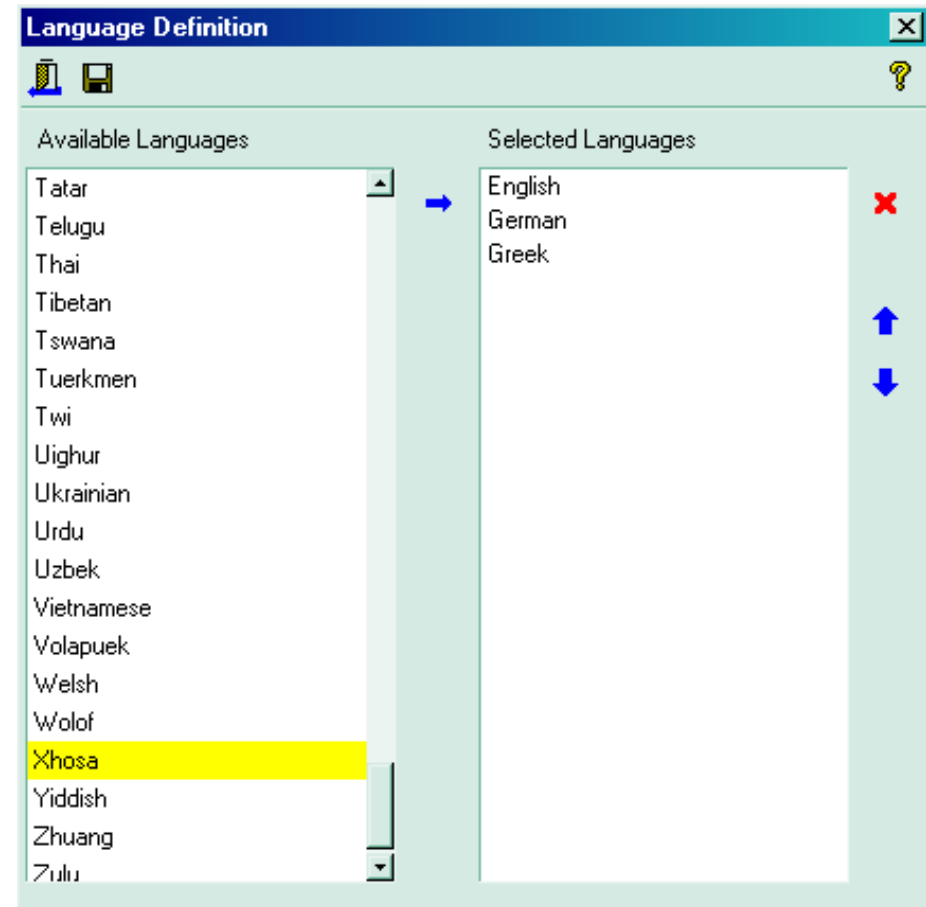 Language Definition
Available Languages
Tatar
Telugu
Thai
Tibetan
Tswana
Tuerkmen
Twi
Uighur
Ukrainian
Urdu
Uzbek
Vietnamese
Volapuek
Welsh
Wolof
Xhosa
Yiddish
Zhuang
Zulu
Selected Languages
English
German
Greek